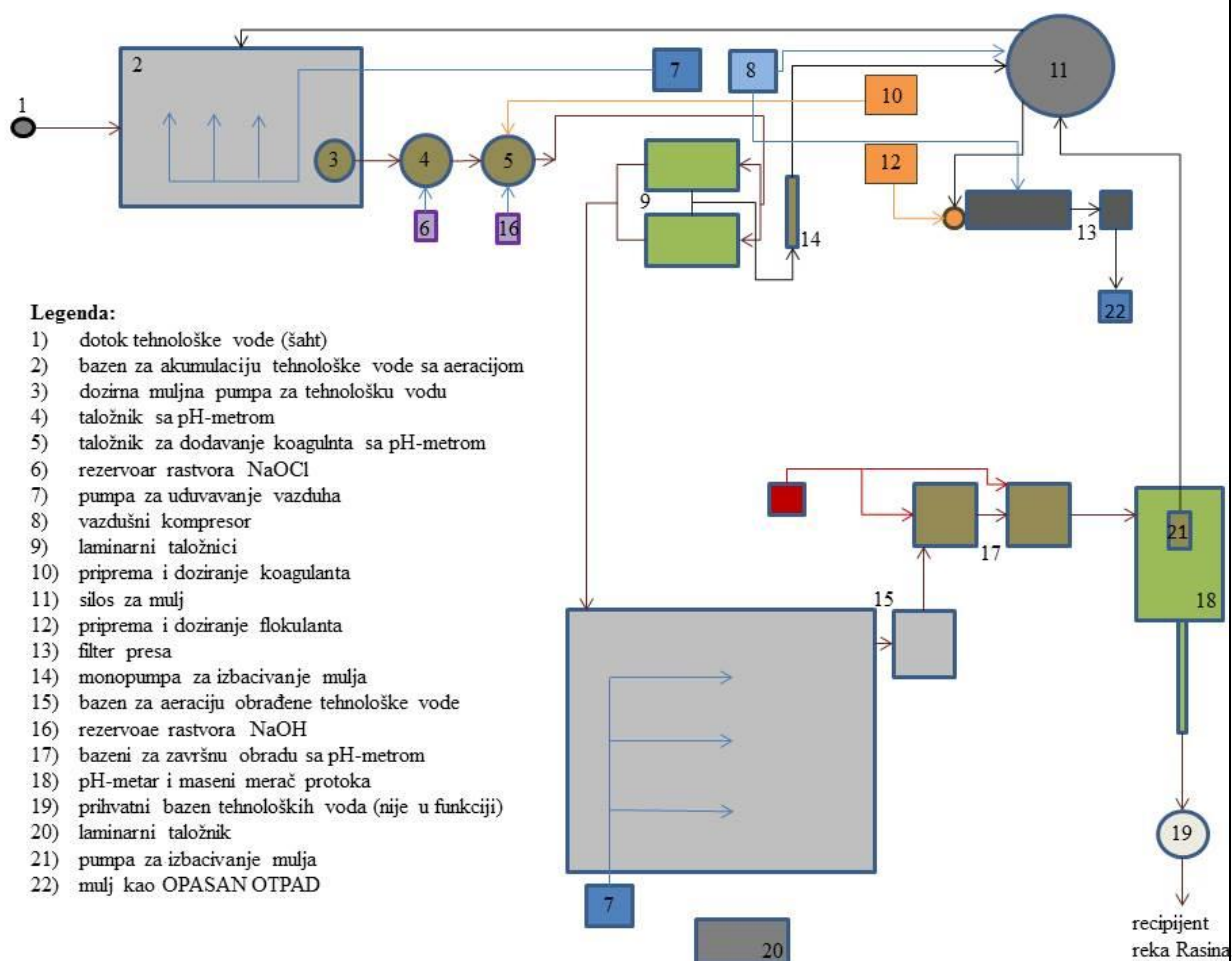 1
2
3
4
5
6
16
7
8
9
10
11
12
13
14
22
Legenda:
1) dotok tehnološke vode (šaht)
2) bazen za akumulaciju tehnološke vode sa aeracijom
3) dozirna muljna pumpa za tehnološku vodu
4) taložnik sa pH-metrom
5) taložnik za dodavanje koagulnta sa pH-metrom
6) rezervoar rastvora NaOCl
7) pumpa za uduvavanje vazduha
8) vazdušni kompresor
9) laminarni taložnici
10) priprema i doziranje koagulanta
11) silos za mulj
12) priprema i doziranje flokulanta
13) filter presa
14) monopumpa za izbacivanje mulja
15) bazen za aeraciju obrađene tehnološke vode
16) rezervoae rastvora NaOH
17) bazeni za završnu obradu sa pH-metrom
18) pH-metar i maseni merač protoka
19) prihvatni bazen tehnoloških voda (nije u funkciji)
20) laminarni taložnik
21) pumpa za izbacivanje mulja
22) mulj kao OPASAN OTPAD
15
17
21
18
19
7
20
recipijent
reka Rasina